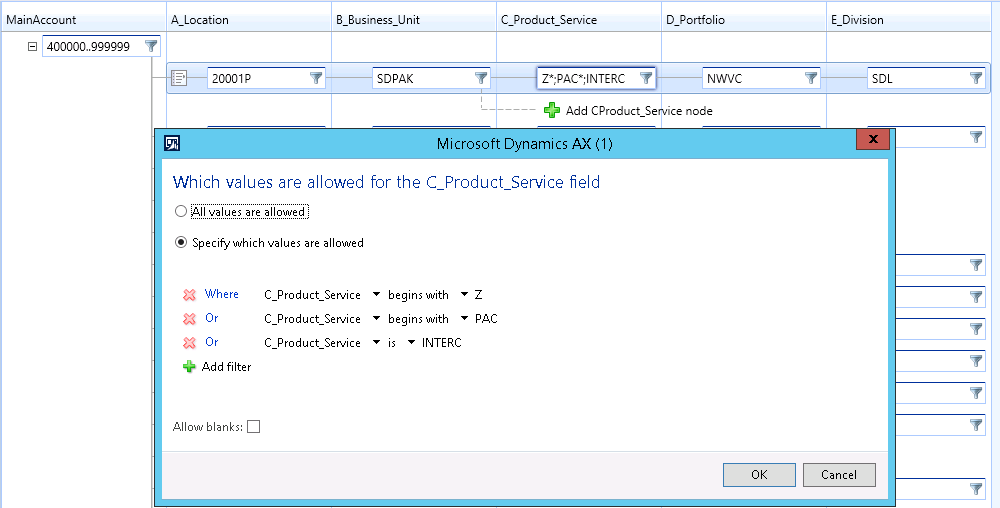 MainAccount A_Location B_Business_Unit C_Product_Service D_Portfolio E_Division
400000..999999
20001P SDPAK Z*;PAC*;INTERC NWVC SDL
Add CProduct_Service node
Microsoft Dynamics AX (1)
x
Which values are allowed for the C_Product_Service field
All values are allowed
Specify which values are allowed
Where C_Product_Service begins with Z
Or C_Product_Service begins with PAC
Or C_Product_Service is INTERC
Add filter
Allow blanks:
OK Cancel